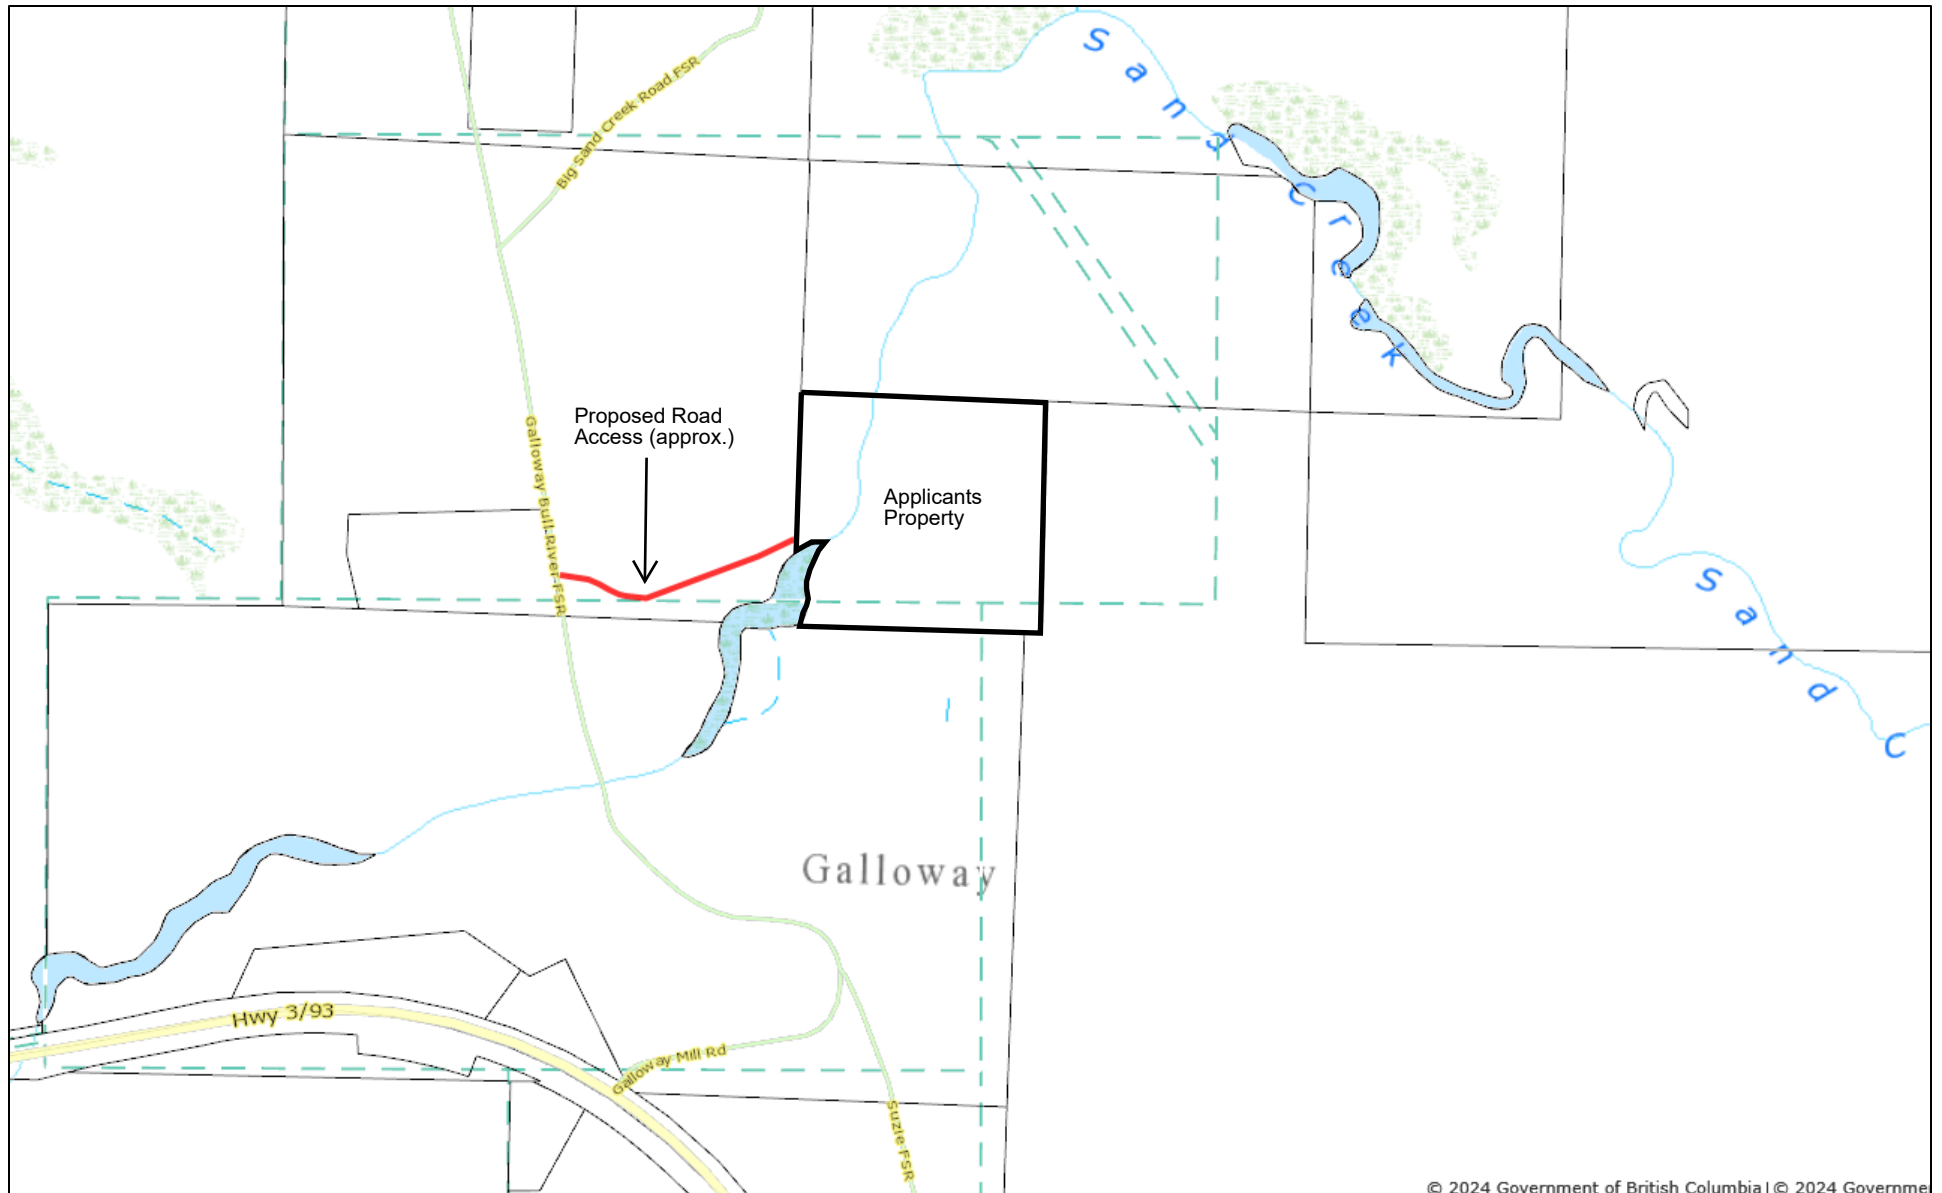 Sand Creek
Big Sand Creek Road FSR
Proposed Road
Access (approx.)
Galloway Bull River FSR
Applicants
Property
Sand C
Galloway
Hwy 3/93
Galloway Mill Rd
Suzie FSR
© 2024 Government of British Columbia | © 2024 Governme